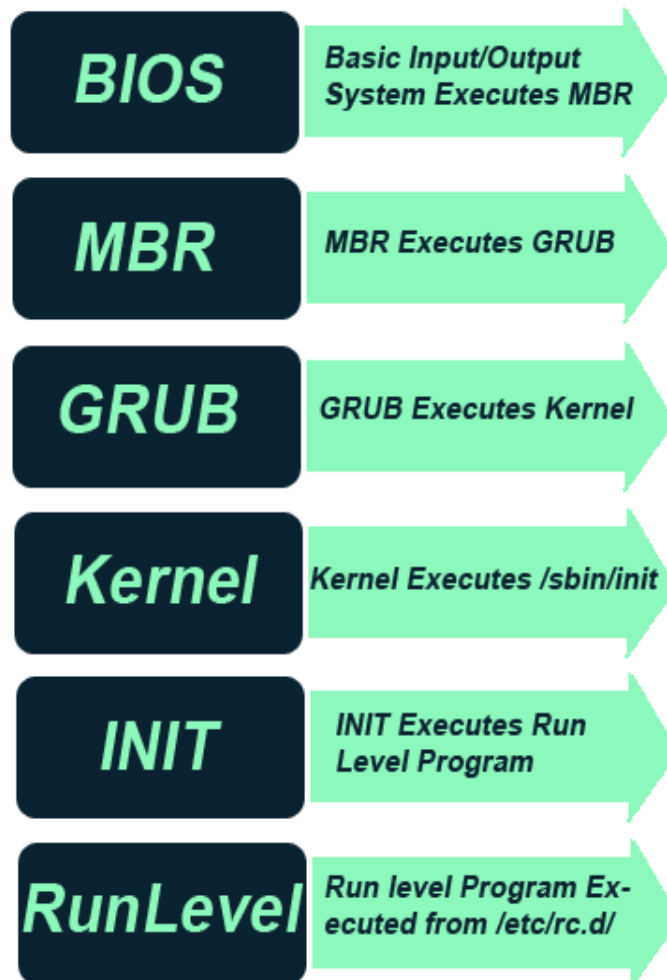 BIOS
Basic Input/Output
System Executes MBR
MBR
MBR Executes GRUB
GRUB
GRUB Executes Kernel
Kernel
Kernel Executes /sbin/init
INIT
INIT Executes Run
Level Program
RunLevel
Run level Program Ex-
ecuted from /etc/rc.d/